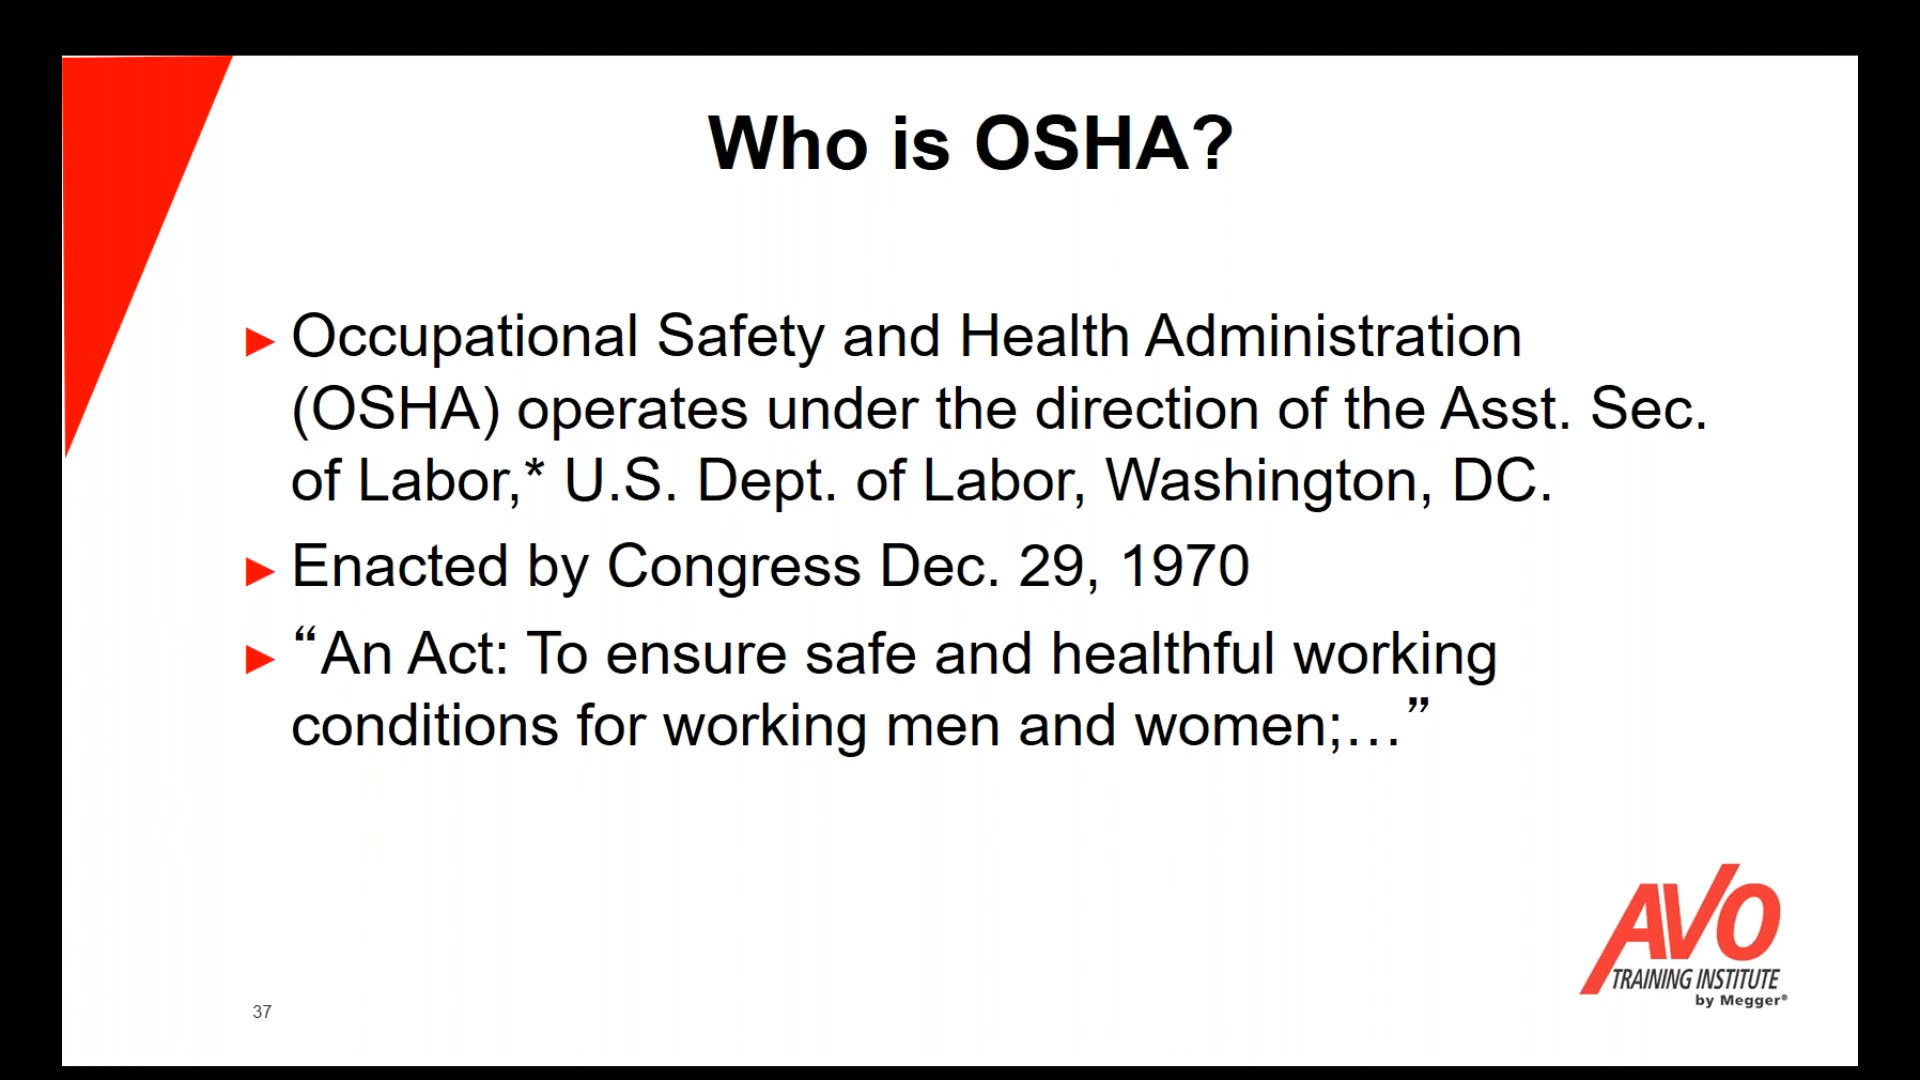 Who is OSHA?
► Occupational Safety and Health Administration
(OSHA) operates under the direction of the Asst. Sec.
of Labor,* U.S. Dept. of Labor, Washington, DC.
► Enacted by Congress Dec. 29, 1970
► “An Act: To ensure safe and healthful working
conditions for working men and women;…”
AVO
TRAINING INSTITUTE
by Megger®
37